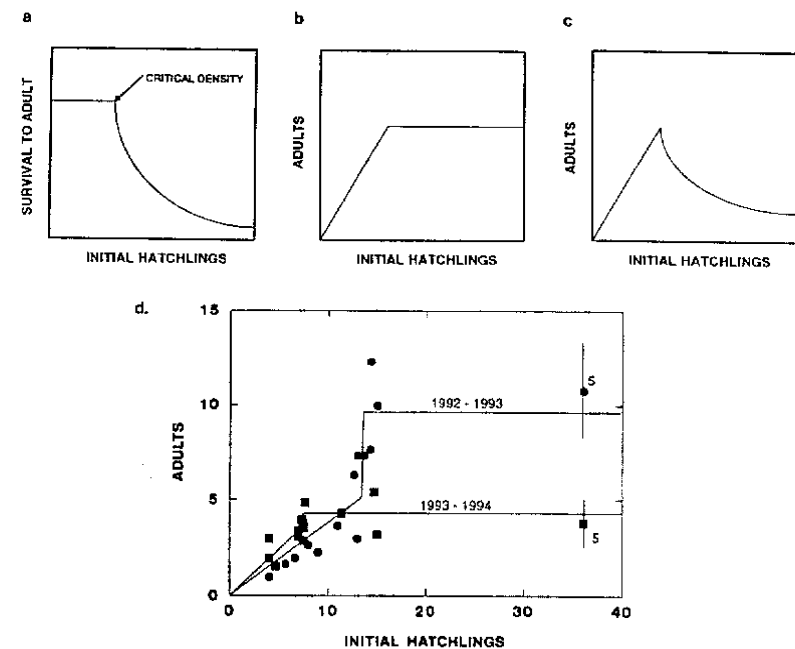 a
CRITICAL DENSITY
SURVIVAL TO ADULT
INITIAL HATCHLINGS
b
ADULTS
INITIAL HATCHLINGS
c
ADULTS
INITIAL HATCHLINGS
d.
15
10
5
0
ADULTS
1992 - 1993
1993 - 1994
5
5
0
10
20
30
40
INITIAL HATCHLINGS